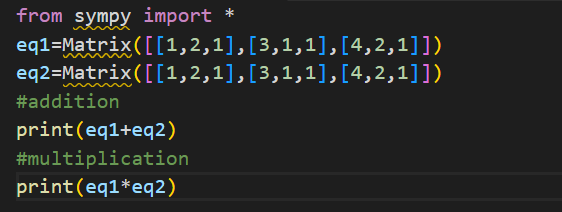 from sympy import *
eq1=Matrix([[1,2,1],[3,1,1],[4,2,1]])
eq2=Matrix([[1,2,1],[3,1,1],[4,2,1]])
#addition
print(eq1+eq2)
#multiplication
print(eq1*eq2)